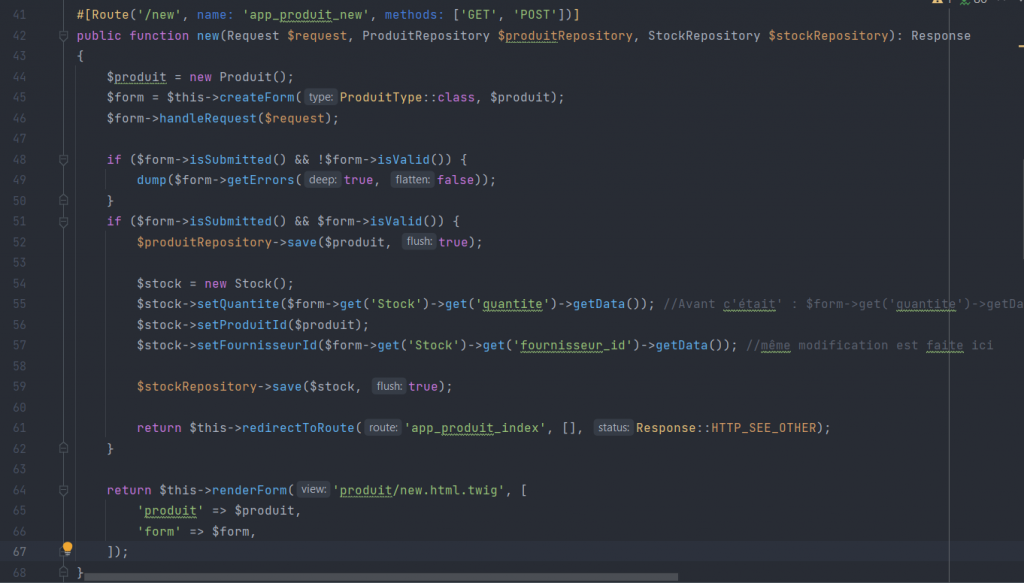 41 #[Route('/new', name: 'app_produit_new', methods: ['GET', 'POST'])]
42 public function new(Request $request, ProduitRepository $produitRepository, StockRepository $stockRepository): Response
43 {
44 $produit = new Produit();
45 $form = $this->createForm( type: ProduitType::class, $produit);
46 $form->handleRequest($request);
47
48 if ($form->isSubmitted() && !$form->isValid()) {
49 dump($form->getErrors( deep: true, flatten: false));
50 }
51 if ($form->isSubmitted() && $form->isValid()) {
52 $produitRepository->save($produit, flush: true);
53
54 $stock = new Stock();
55 $stock->setQuantite($form->get('Stock')->get('quantite')->getData()); //Avant c'était' : $form->get('quantite')->getDa
56 $stock->setProduitId($produit);
57 $stock->setFournisseurId($form->get('Stock')->get('fournisseur_id')->getData()); //même modification est faite ici
58
59 $stockRepository->save($stock, flush: true);
60
61 return $this->redirectToRoute( route: 'app_produit_index', [], status: Response::HTTP_SEE_OTHER);
62 }
63
64 return $this->renderForm( view: 'produit/new.html.twig', [
65 'produit' => $produit,
66 'form' => $form,
67 ]);
68 }